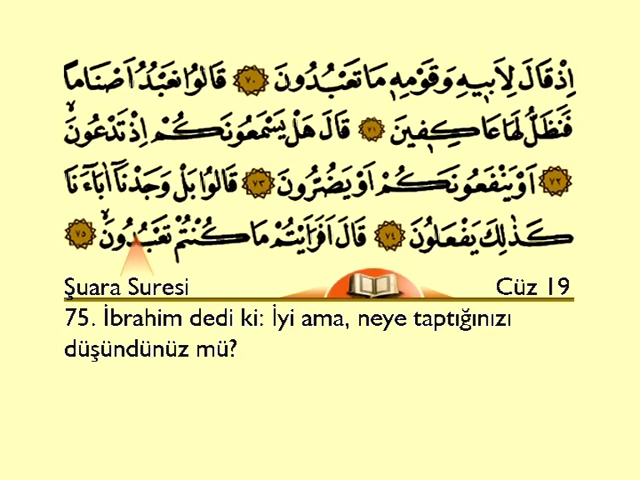 اِذْ قَالَ لِاَبٖيهِ وَقَوْمِهٖ مَا تَعْبُدُونَ ﴿٧٠﴾ قَالُوا نَعْبُدُ اَصْنَامًا
فَنَظَلُّ لَهَا عَاكِفٖينَ ﴿٧١﴾ قَالَ هَلْ يَسْمَعُونَكُمْ اِذْ تَدْعُونَۙ
﴿٧٢﴾ اَوْ يَنْفَعُونَكُمْ اَوْ يَضُرُّونَ ﴿٧٣﴾ قَالُوا بَلْ وَجَدْنَٓا اٰبَٓاءَنَا
كَذٰلِكَ يَفْعَلُونَ ﴿٧٤﴾ قَالَ اَفَرَاَيْتُمْ مَا كُنْتُمْ تَعْبُدُونَۙ ﴿٧٥﴾
Şuara Suresi Cüz 19
75. İbrahim dedi ki: İyi ama, neye taptığınızı
düşündünüz mü?